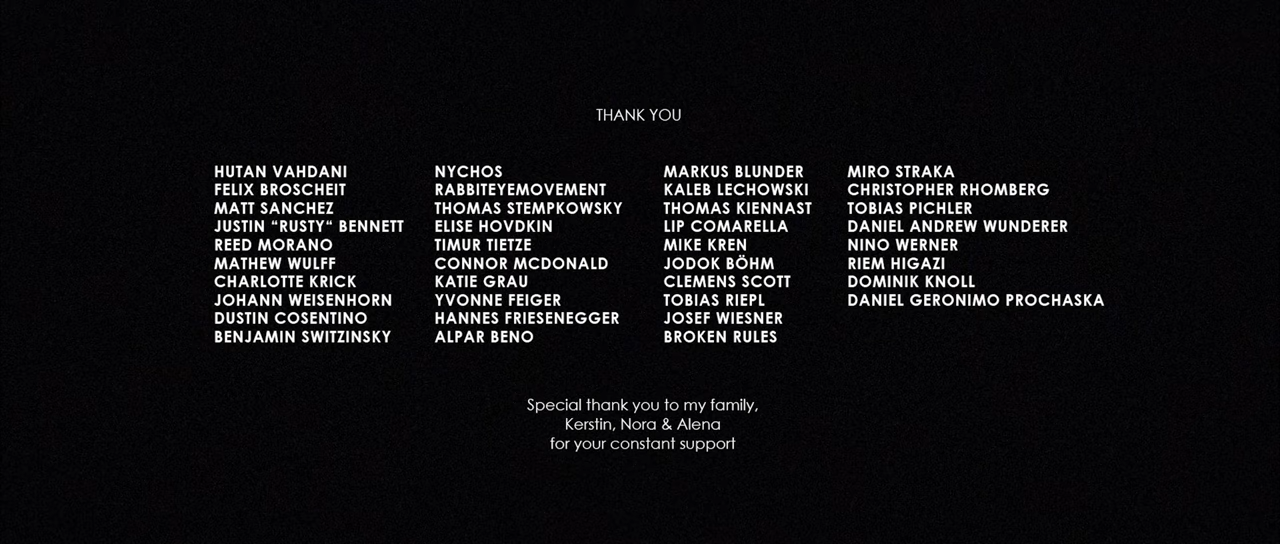 THANK YOU
HUTAN VAHDANI
FELIX BROSCHEIT
MATT SANCHEZ
JUSTIN “RUSTY“ BENNETT
REED MORANO
MATHEW WULFF
CHARLOTTE KRICK
JOHANN WEISENHORN
DUSTIN COSENTINO
BENJAMIN SWITZINSKY
NYCHOS
RABBITEYEMOVEMENT
THOMAS STEMPKOWSKY
ELISE HOVDKIN
TIMUR TIETZE
CONNOR MCDONALD
KATIE GRAU
YVONNE FEIGER
HANNES FRIESENEGGER
ALPAR BENO
MARKUS BLUNDER
KALEB LECHOWSKI
THOMAS KIENNAST
LIP COMARELLA
MIKE KREN
JODOK BÖHM
CLEMENS SCOTT
TOBIAS RIEPL
JOSEF WIESNER
BROKEN RULES
MIRO STRAKA
CHRISTOPHER RHOMBERG
TOBIAS PICHLER
DANIEL ANDREW WUNDERER
NINO WERNER
RIEM HIGAZI
DOMINIK KNOLL
DANIEL GERONIMO PROCHASKA
Special thank you to my family,
Kerstin, Nora & Alena
for your constant support